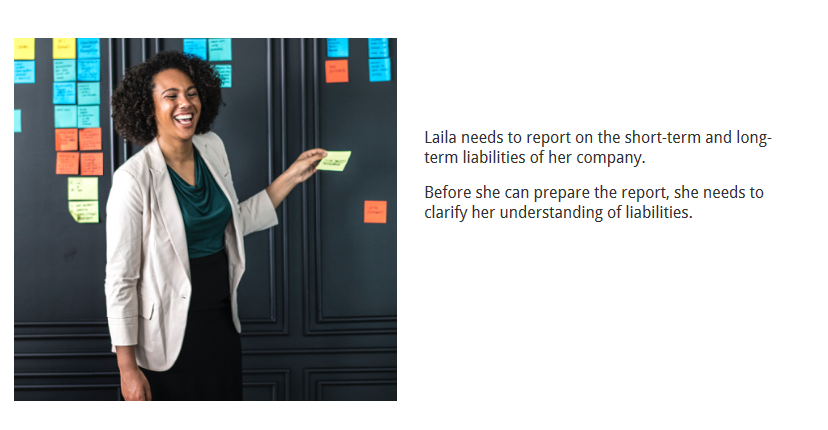 Laila needs to report on the short-term and long-
term liabilities of her company.
Before she can prepare the report, she needs to
clarify her understanding of liabilities.